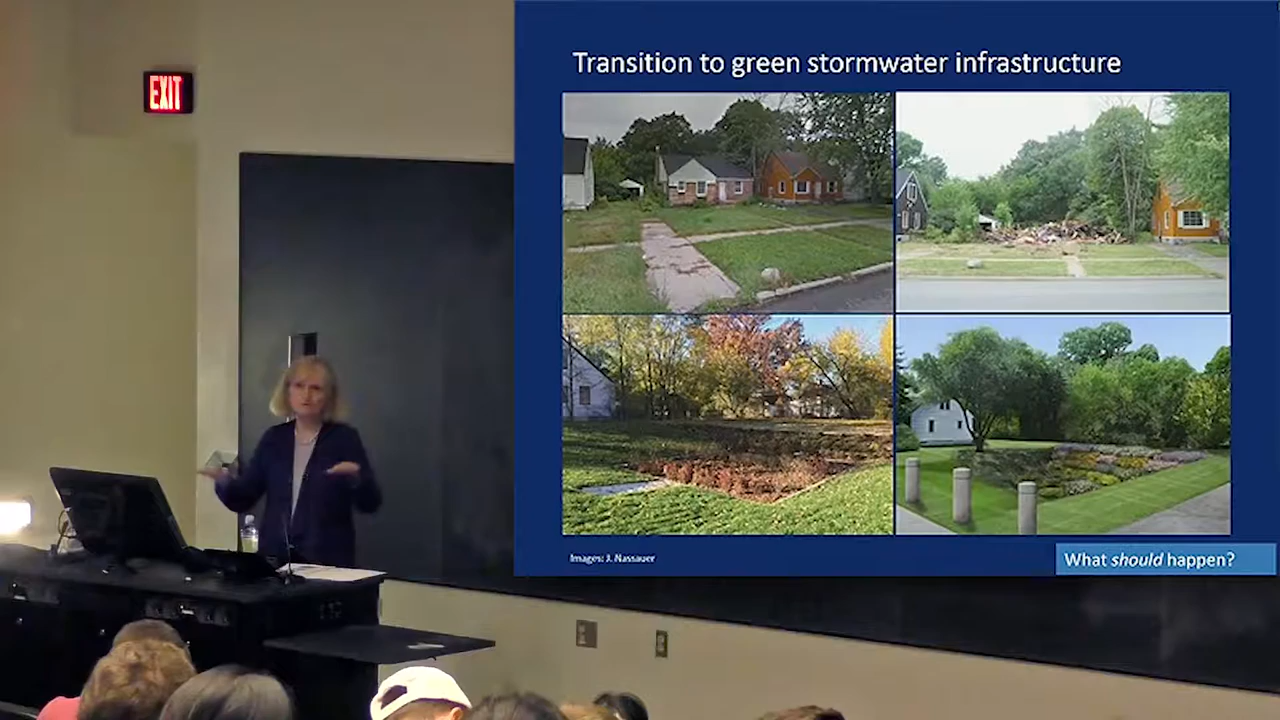 EXIT
Transition to green stormwater infrastructure
Images: J. Nassauer
What should happen?